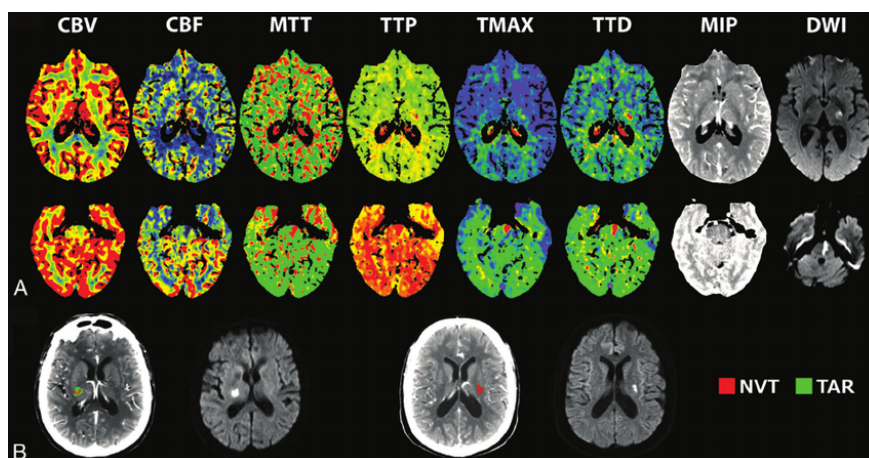 CBV CBF MTT TTP TMAX TTD MIP DWI
A
NVT TAR
B